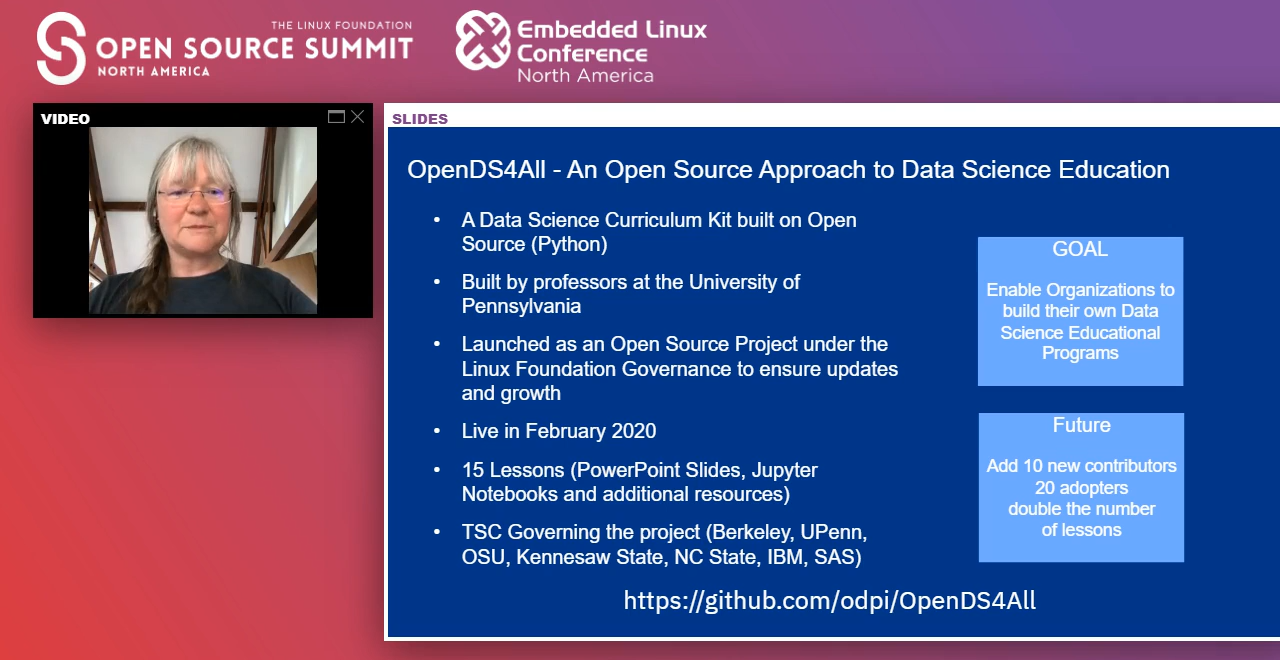 THE LINUX FOUNDATION
OPEN SOURCE SUMMIT
NORTH AMERICA
Embedded Linux
Conference
North America
VIDEO
SLIDES
OpenDS4All - An Open Source Approach to Data Science Education
• A Data Science Curriculum Kit built on Open
Source (Python)
• Built by professors at the University of
Pennsylvania
• Launched as an Open Source Project under the
Linux Foundation Governance to ensure updates
and growth
• Live in February 2020
• 15 Lessons (PowerPoint Slides, Jupyter
Notebooks and additional resources)
• TSC Governing the project (Berkeley, UPenn,
OSU, Kennesaw State, NC State, IBM, SAS)
GOAL
Enable Organizations to
build their own Data
Science Educational
Programs
Future
Add 10 new contributors
20 adopters
double the number
of lessons
https://github.com/odpi/OpenDS4All